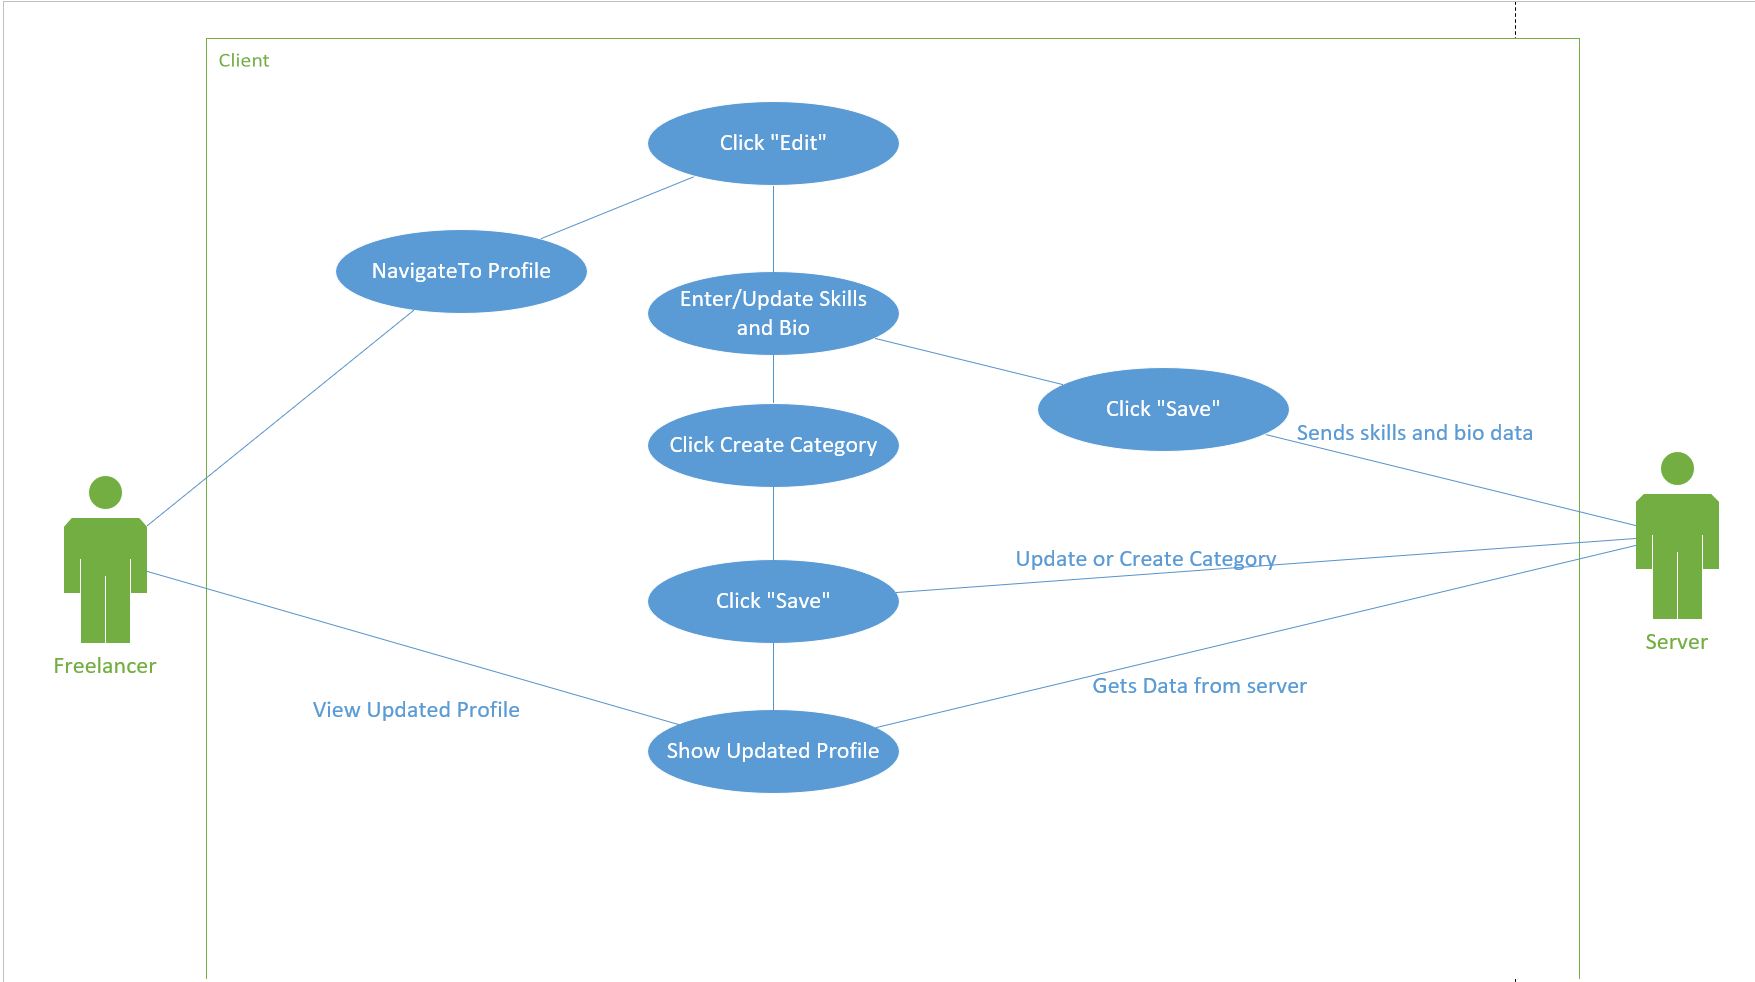 Client
Click "Edit"
NavigateTo Profile
Enter/Update Skills
and Bio
Click "Save"
Sends skills and bio data
Click Create Category
Update or Create Category
Click "Save"
Server
Freelancer
Gets Data from server
View Updated Profile
Show Updated Profile